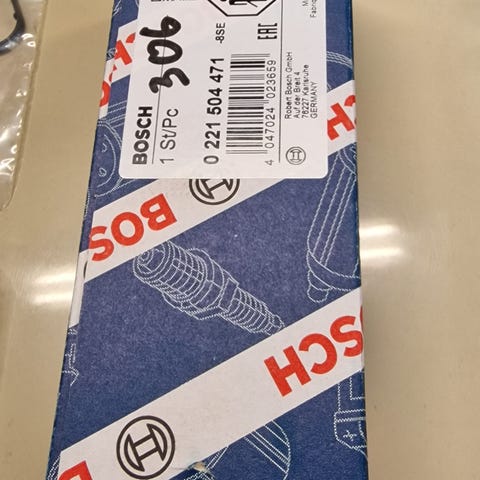 306
BOSCH
1 St/Pc
0 221 504 471
-8SE
4 047024 023659
EAC
Robert Bosch GmbH
Auf der Breit 4
76227 Karlsruhe
GERMANY
BOS
BOSCH